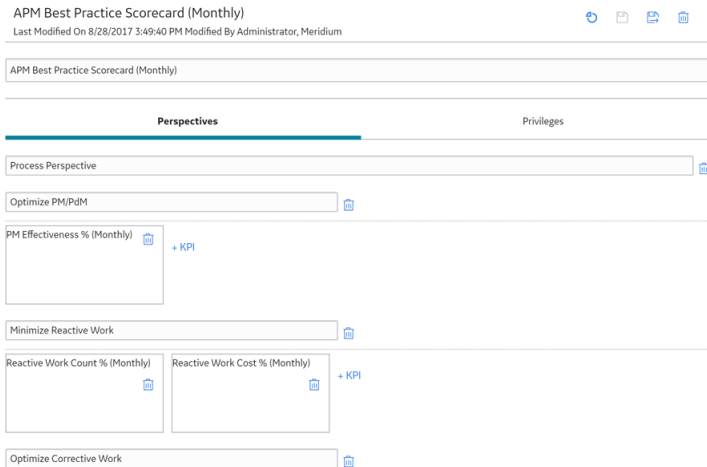 APM Best Practice Scorecard (Monthly)
Last Modified On 8/28/2017 3:49:40 PM Modified By Administrator, Meridium
APM Best Practice Scorecard (Monthly)
Perspectives
Privileges
Process Perspective
Optimize PM/PdM
PM Effectiveness % (Monthly)
+ KPI
Minimize Reactive Work
Reactive Work Count % (Monthly)
Reactive Work Cost % (Monthly)
+ KPI
Optimize Corrective Work